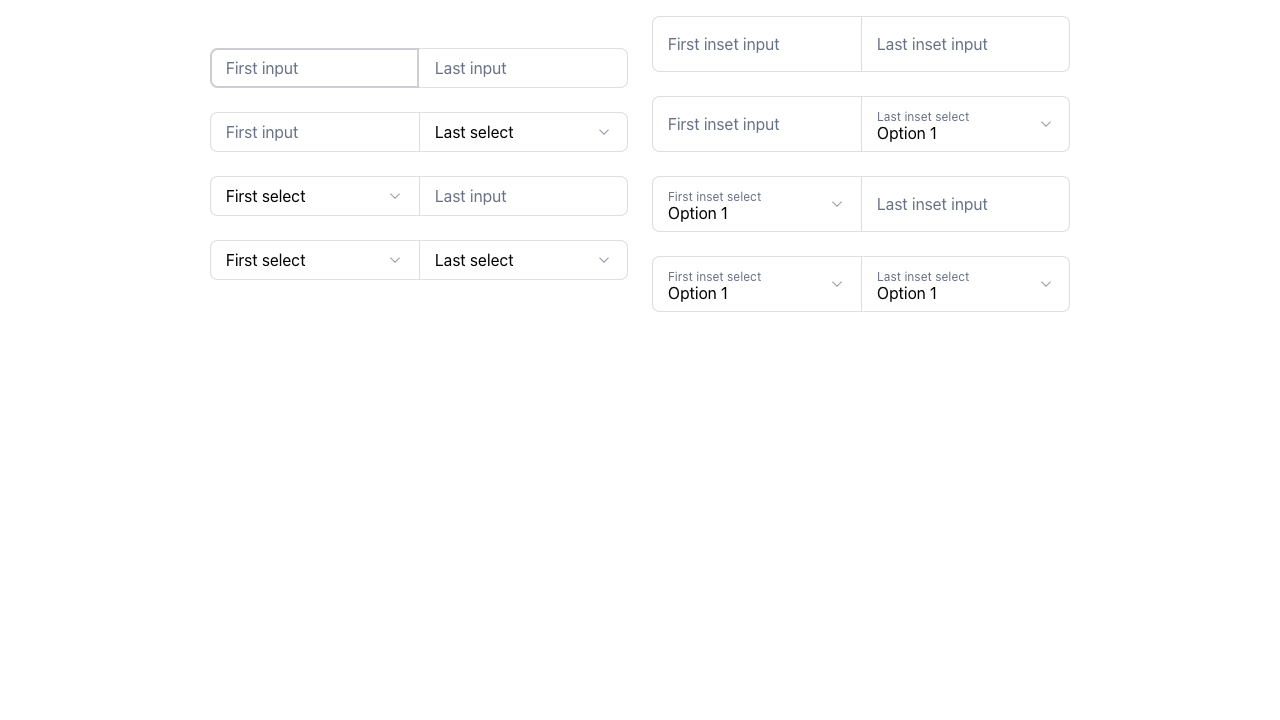 First input
Last input
First input
Last select
First select
Last input
First select
Last select
First inset input
Last inset input
First inset input
Last inset select
Option 1
First inset select
Option 1
Last inset input
First inset select
Option 1
Last inset select
Option 1